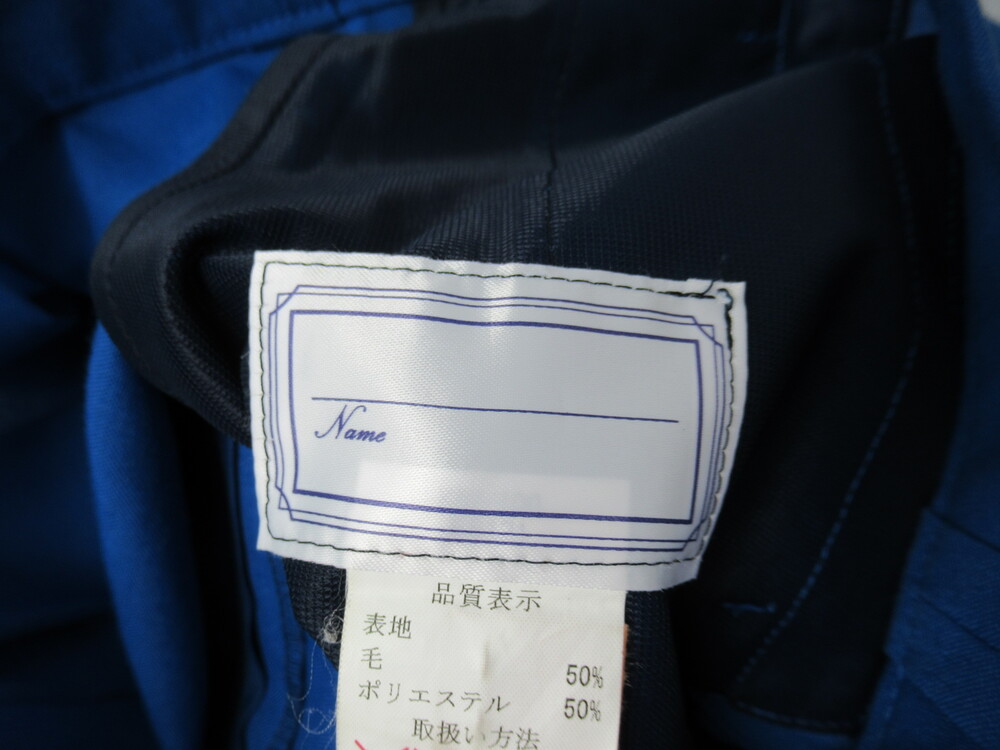 Name
品質表示
表地
毛 50%
ポリエステル 50%
取扱い方法